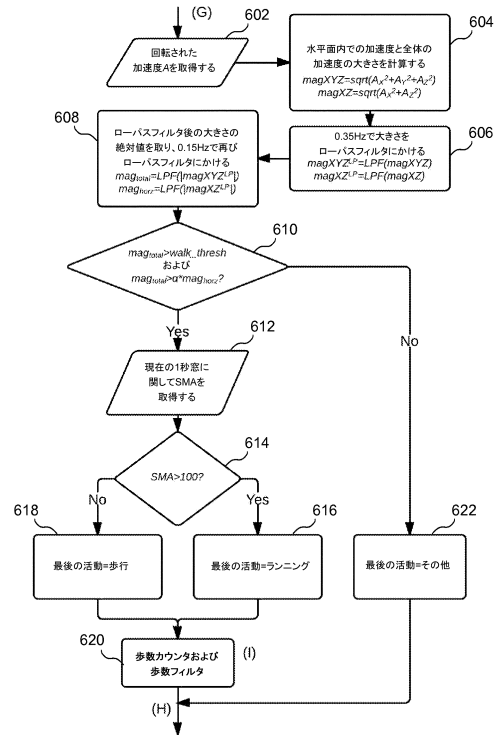 (G)
602
回転された
加速度Aを取得する
604
水平面内での加速度と全体の
加速度の大きさを計算する
magXYZ=sqrt(AX²+AY²+AZ²)
magXZ=sqrt(AX²+AZ²)
608
ローパスフィルタ後の大きさの
絶対値を取り、0.15Hzで再び
ローパスフィルタにかける
magtotal=LPF(|magXYZLP|)
maghorz=LPF(|magXZLP|)
0.35Hzで大きさを
ローパスフィルタにかける
magXYZLP=LPF(magXYZ)
magXZLP=LPF(magXZ)
606
610
magtotal>walk_thresh
および
magtotal>α*maghorz?
Yes
No
612
現在の1秒窓に
関してSMAを
取得する
614
SMA>100?
No
Yes
618
最後の活動=歩行
616
最後の活動=ランニング
622
最後の活動=その他
620
歩数カウンタおよび
歩数フィルタ
(I)
(H)